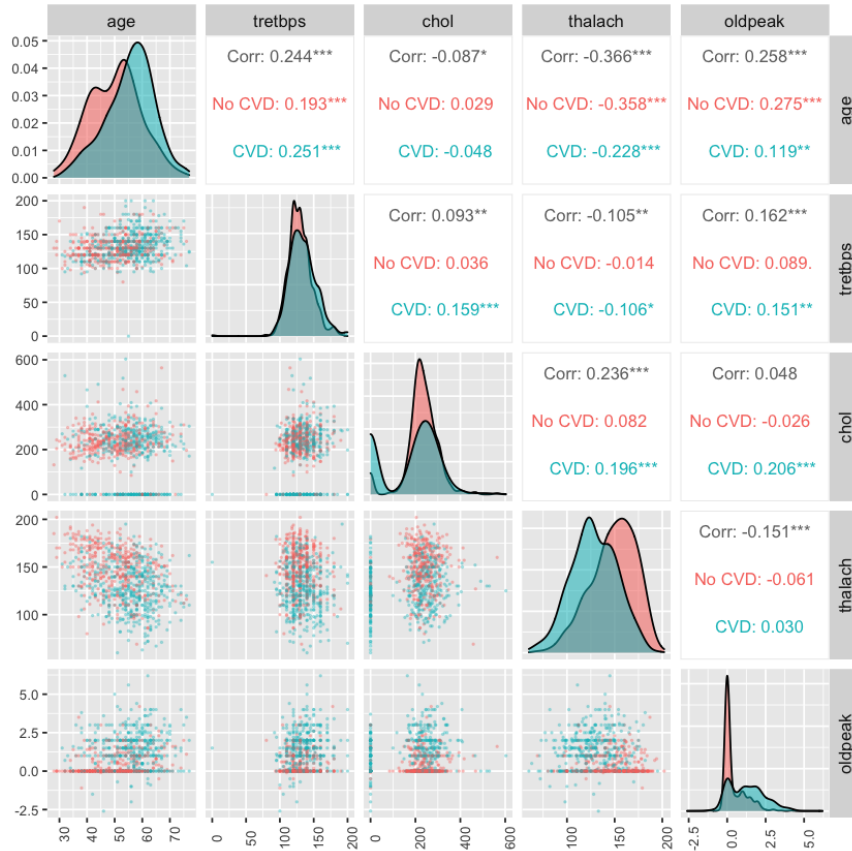 age tretbps chol thalach oldpeak
0.05
0.04
0.03
0.02
0.01
0.00
Corr: 0.244***
No CVD: 0.193***
CVD: 0.251***
Corr: -0.087*
No CVD: 0.029
CVD: -0.048
Corr: -0.366***
No CVD: -0.358***
CVD: -0.228***
Corr: 0.258***
No CVD: 0.275***
CVD: 0.119**
age
200
150
100
50
0
Corr: 0.093**
No CVD: 0.036
CVD: 0.159***
Corr: -0.105**
No CVD: -0.014
CVD: -0.106*
Corr: 0.162***
No CVD: 0.089.
CVD: 0.151**
tretbps
600
400
200
0
Corr: 0.236***
No CVD: 0.082
CVD: 0.196***
Corr: 0.048
No CVD: -0.026
CVD: 0.206***
chol
200
150
100
Corr: -0.151***
No CVD: -0.061
CVD: 0.030
thalach
5.0
2.5
0.0
-2.5
oldpeak
30 40 50 60 70
0 50 100 150 200
0 200 400 600
100 150 200
-2.5 0.0 2.5 5.0